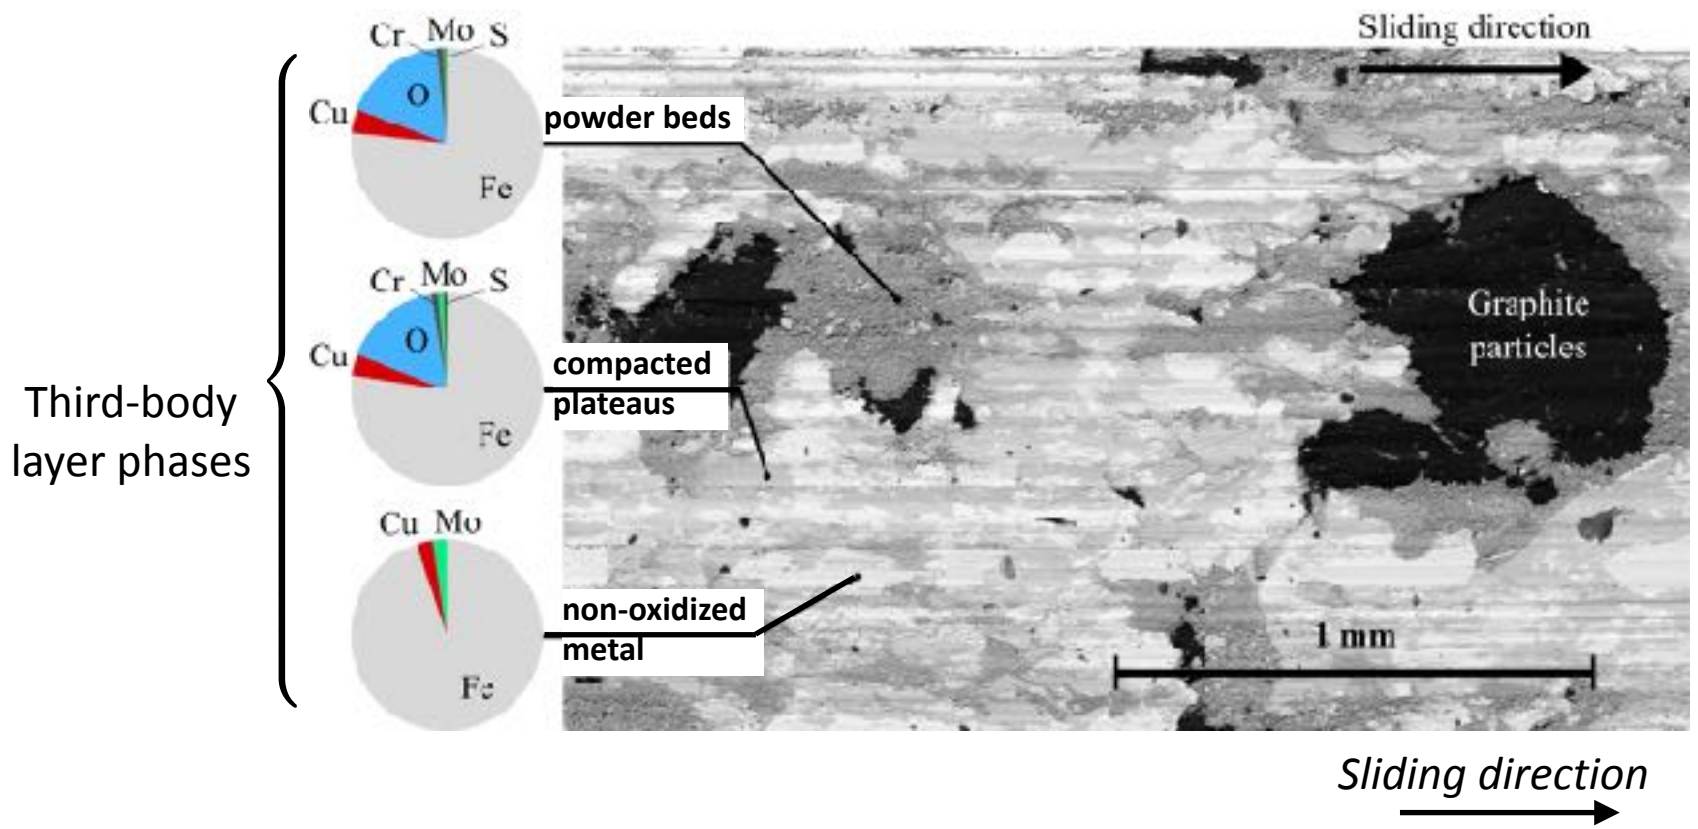 Third-body
layer phases
Cr Mo S
Cu O
Fe
powder beds
Cr Mo S
Cu O
Fe
compacted
plateaus
Cu Mo
Fe
non-oxidized
metal
Sliding direction
Graphite
particles
1 mm
Sliding direction